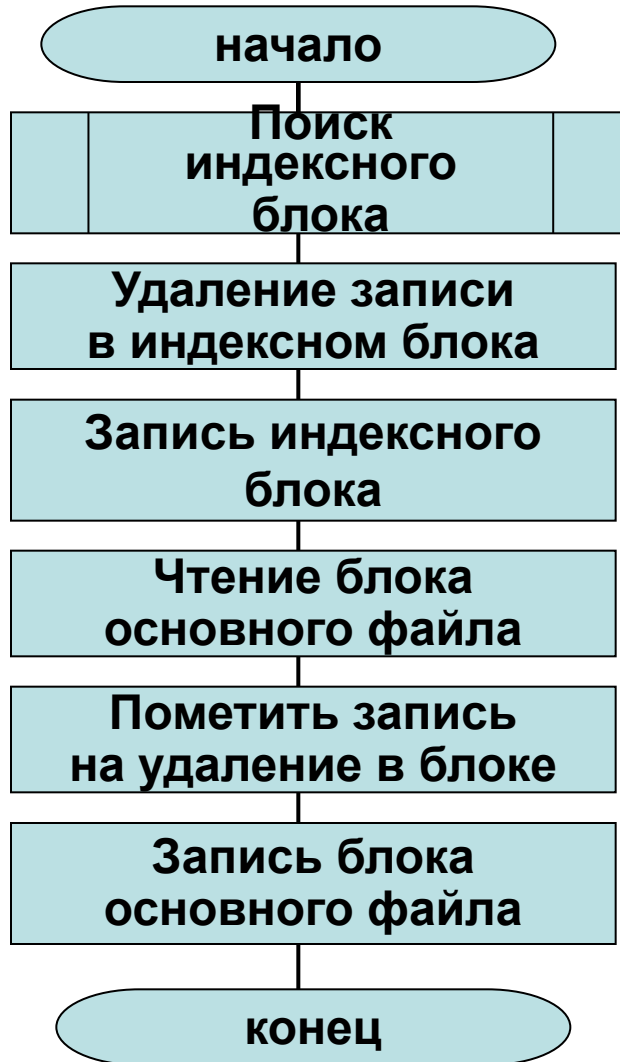 начало
Поиск
индексного
блока
Удаление записи
в индексном блока
Запись индексного
блока
Чтение блока
основного файла
Пометить запись
на удаление в блоке
Запись блока
основного файла
конец